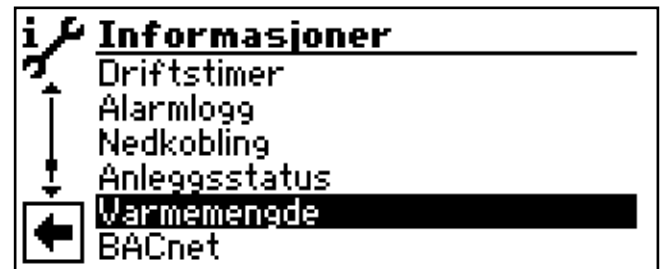 i Informasjoner
Driftstimer
Alarmlogg
Nedkobling
Anleggsstatus
Varmemengde
BACnet